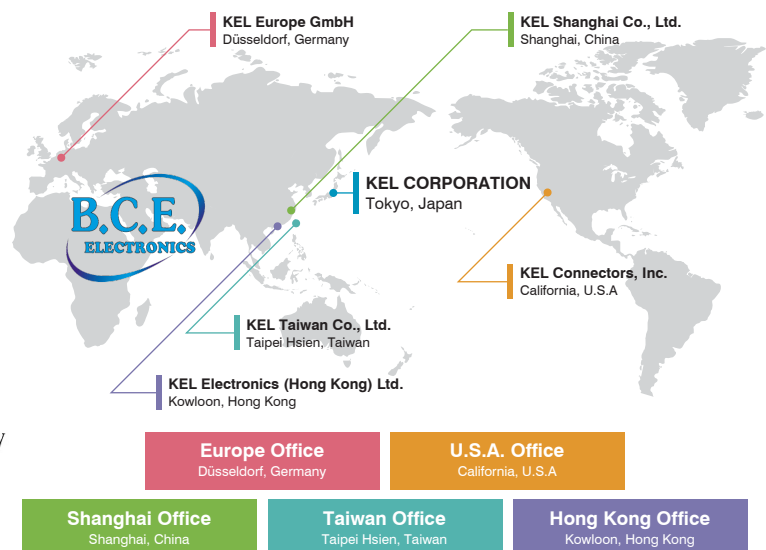 KEL Europe GmbH
Düsseldorf, Germany
KEL Shanghai Co., Ltd.
Shanghai, China
KEL CORPORATION
Tokyo, Japan
B.C.E.
ELECTRONICS
KEL Connectors, Inc.
California, U.S.A
KEL Taiwan Co., Ltd.
Taipei Hsien, Taiwan
KEL Electronics (Hong Kong) Ltd.
Kowloon, Hong Kong
Europe Office
Düsseldorf, Germany
U.S.A. Office
California, U.S.A
Shanghai Office
Shanghai, China
Taiwan Office
Taipei Hsien, Taiwan
Hong Kong Office
Kowloon, Hong Kong